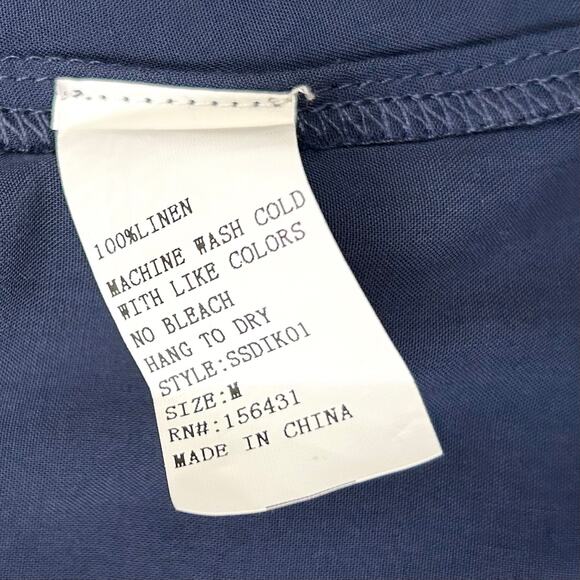 100%LINEN
MACHINE WASH COLD
WITH LIKE COLORS
NO BLEACH
HANG TO DRY
STYLE:SSDIK01
SIZE:M
RN#:156431
MADE IN CHINA